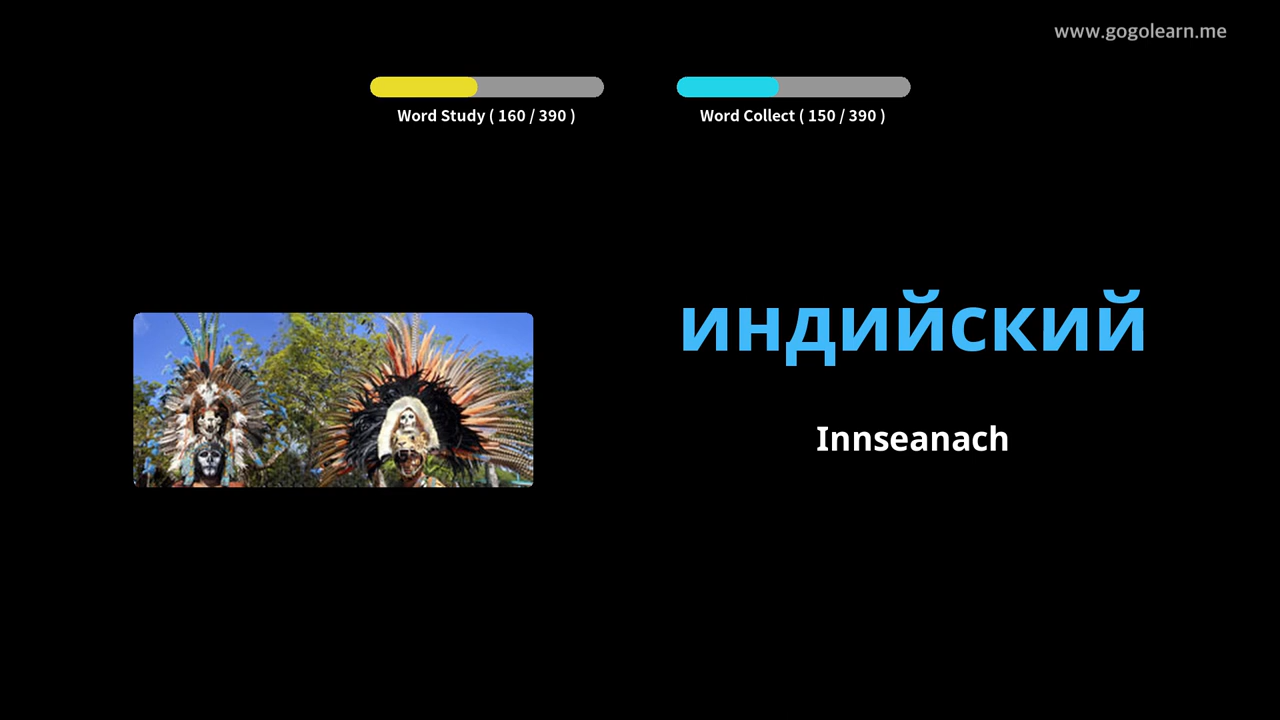 www.gogolearn.me
Word Study ( 160 / 390 )
Word Collect ( 150 / 390 )
индийский
Innseanach